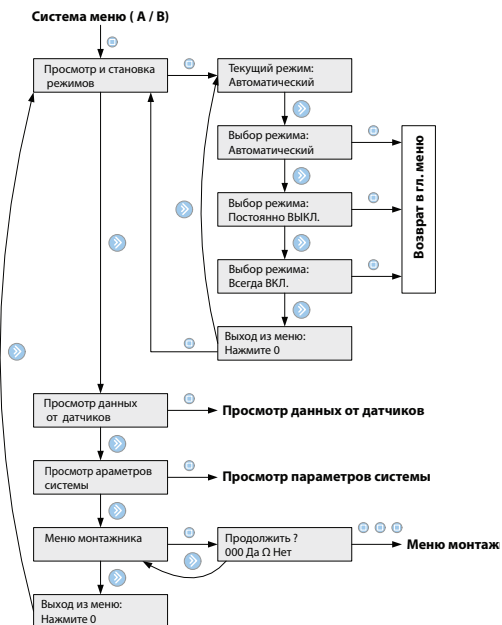 Система меню ( А / В)
Просмотр и становка
режимов
Текущий режим:
Автоматический
Выбор режима:
Автоматический
Выбор режима:
Постоянно ВЫКЛ.
Выбор режима:
Всегда ВКЛ.
Возврат в гл. меню
Выход из меню:
Нажмите 0
Просмотр данных
от датчиков
Просмотр данных от датчиков
Просмотр араметров
системы
Просмотр параметров системы
Меню монтажника
Продолжить ?
000 Да Ω Нет
Меню монтаж
Выход из меню:
Нажмите 0